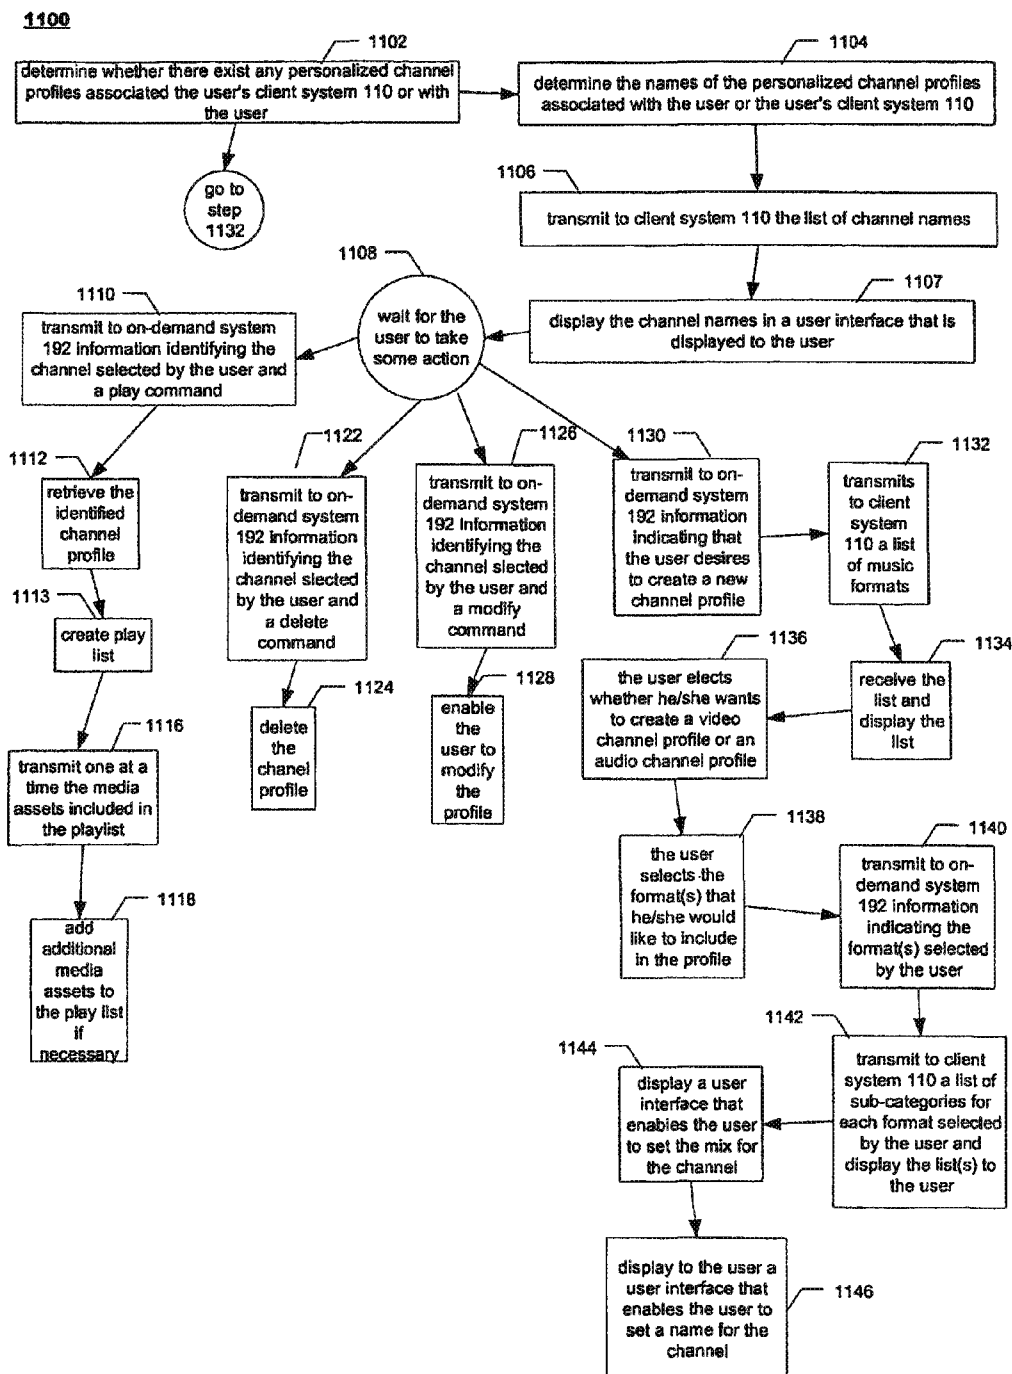 1100
1102
determine whether there exist any personalized channel
profiles associated the user's client system 110 or with
the user
1104
determine the names of the personalized channel profiles
associated with the user or the user's client system 110
go to
step
1132
1106
transmit to client system 110 the list of channel names
1107
display the channel names in a user interface that is
displayed to the user
1108
wait for the
user to take
some action
1110
transmit to on-demand system
192 information identifying the
channel selected by the user and
a play command
1112
retrieve the
identified
channel
profile
1113
create play
list
1116
transmit one at a
time the media
assets included in
the playlist
1118
add
additional
media
assets to
the play list
if
necessary
1122
transmit to on-
demand system
192 information
identifying the
channel slected
by the user and
a delete
command
1124
delete
the
chanel
profile
1126
transmit to on-
demand system
192 Information
identifying the
channel slected
by the user and
a modify
command
1128
enable
the
user to
modify
the
profile
1130
transmit to on-
demand system
192 information
indicating that
the user desires
to create a new
channel profile
1132
transmits
to client
system
110 a list
of music
formats
1134
receive the
list and
display the
list
1136
the user elects
whether he/she wants
to create a video
channel profile or an
audio channel profile
1138
the user
selects the
format(s) that
he/she would
like to include
in the profile
1140
transmit to on-
demand system
192 information
indicating the
format(s) selected
by the user
1142
transmit to client
system 110 a list of
sub-categories for
each format selected
by the user and
display the list(s) to
the user
1144
display a user
interface that
enables the user
to set the mix for
the channel
1146
display to the user a
user interface that
enables the user to
set a name for the
channel